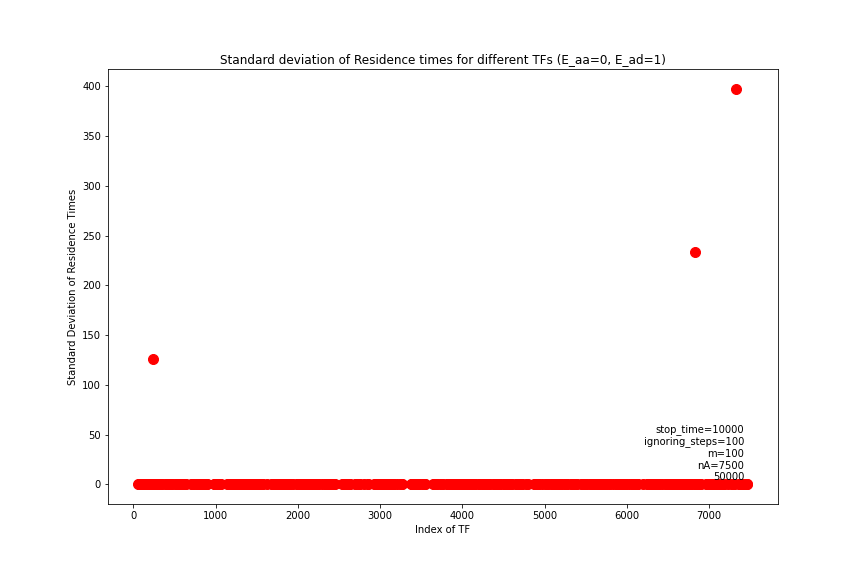 Standard deviation of Residence times for different TFs (E_aa=0, E_ad=1)
Standard Deviation of Residence Times
400
350
300
250
200
150
100
50
0
stop_time=10000
ignoring_steps=100
m=100
nA=7500
50000
0 1000 2000 3000 4000 5000 6000 7000
Index of TF